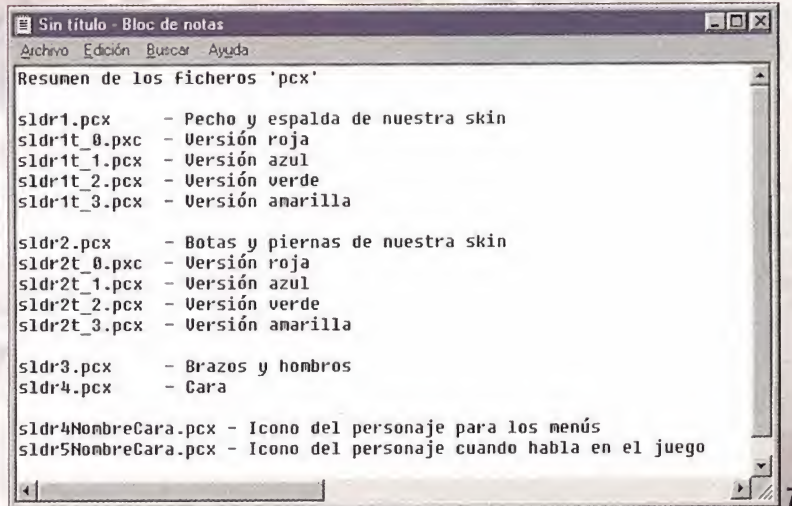 Sin título - Bloc de notas
Archivo Edición Buscar Ayuda
Resumen de los ficheros 'pcx'
sldr1.pcx - Pecho y espalda de nuestra skin
sldr1t_0.pxc - Versión roja
sldr1t_1.pcx - Versión azul
sldr1t_2.pcx - Versión verde
sldr1t_3.pcx - Versión amarilla
sldr2.pcx - Botas y piernas de nuestra skin
sldr2t_0.pxc - Versión roja
sldr2t_1.pcx - Versión azul
sldr2t_2.pcx - Versión verde
sldr2t_3.pcx - Versión amarilla
sldr3.pcx - Brazos y hombros
sldr4.pcx - Cara
sldr4NombreCara.pcx - Icono del personaje para los menús
sldr5NombreCara.pcx - Icono del personaje cuando habla en el juego
7